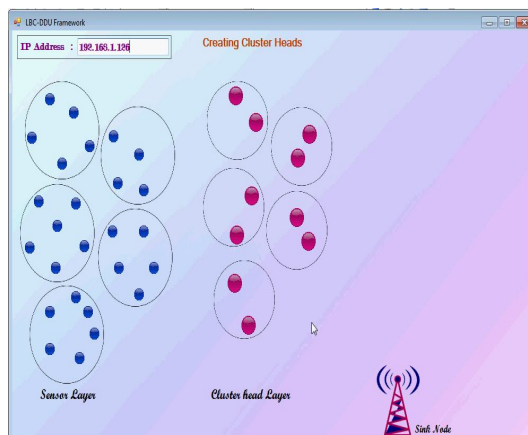 LBC-DDU Framework
IP Address : 192.168.1.126
Creating Cluster Heads
Sensor Layer
Cluster head Layer
Sink Node